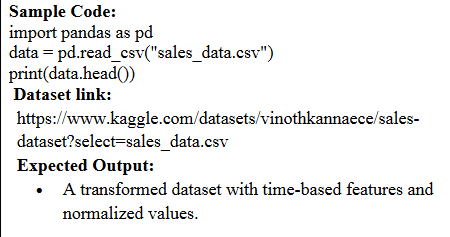 Sample Code:
import pandas as pd
data = pd.read_csv("sales_data.csv")
print(data.head())
Dataset link:
https://www.kaggle.com/datasets/vinothkannaece/sales-
dataset?select=sales_data.csv
Expected Output:
• A transformed dataset with time-based features and
normalized values.